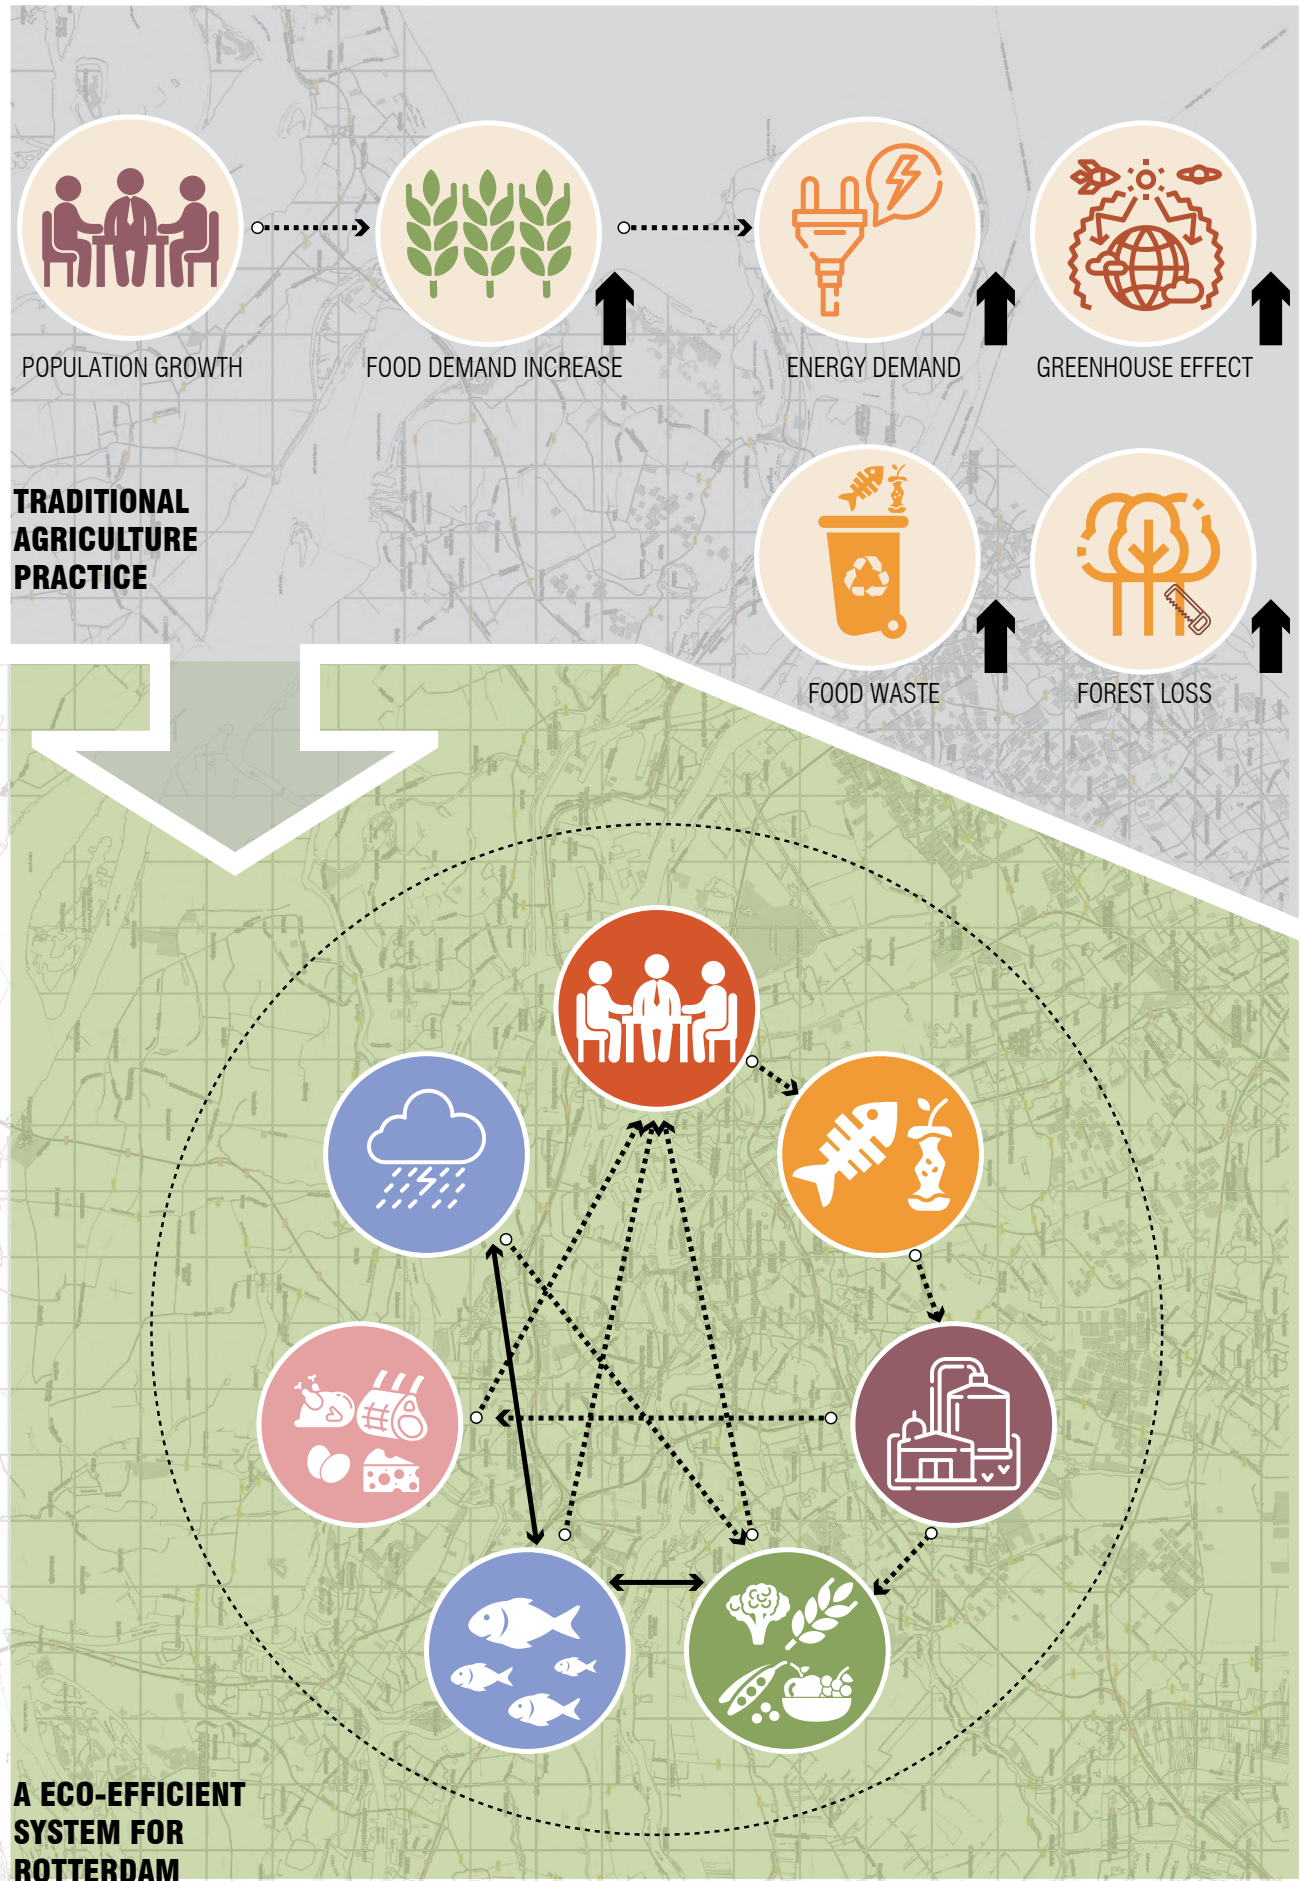 POPULATION GROWTH
FOOD DEMAND INCREASE
ENERGY DEMAND
GREENHOUSE EFFECT
TRADITIONAL
AGRICULTURE
PRACTICE
FOOD WASTE
FOREST LOSS
A ECO-EFFICIENT
SYSTEM FOR
ROTTERDAM